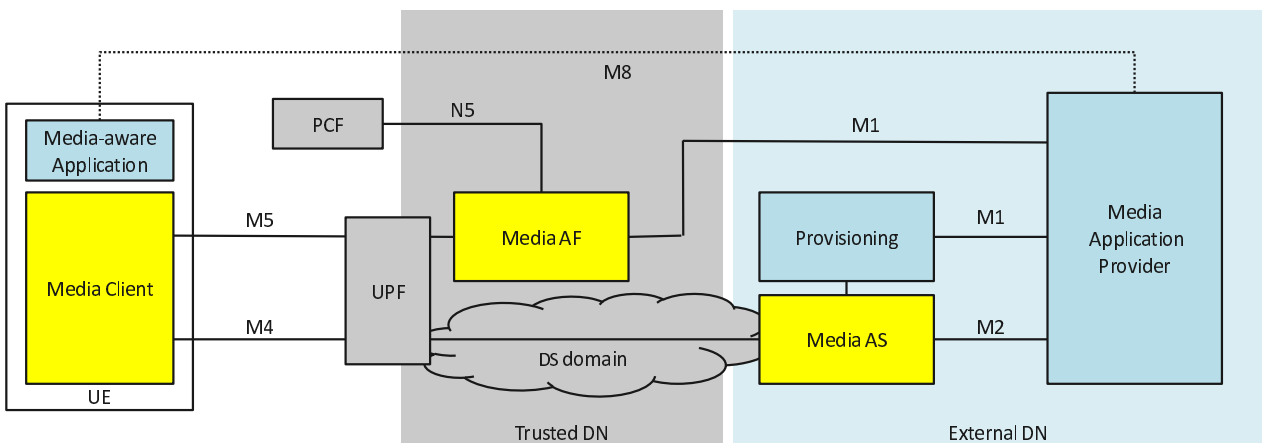 M8
PCF
N5
M1
Media-aware
Application
M5
Media AF
Provisioning
M1
Media
Application
Provider
Media Client
UPF
M4
DS domain
Media AS
M2
UE
Trusted DN
External DN